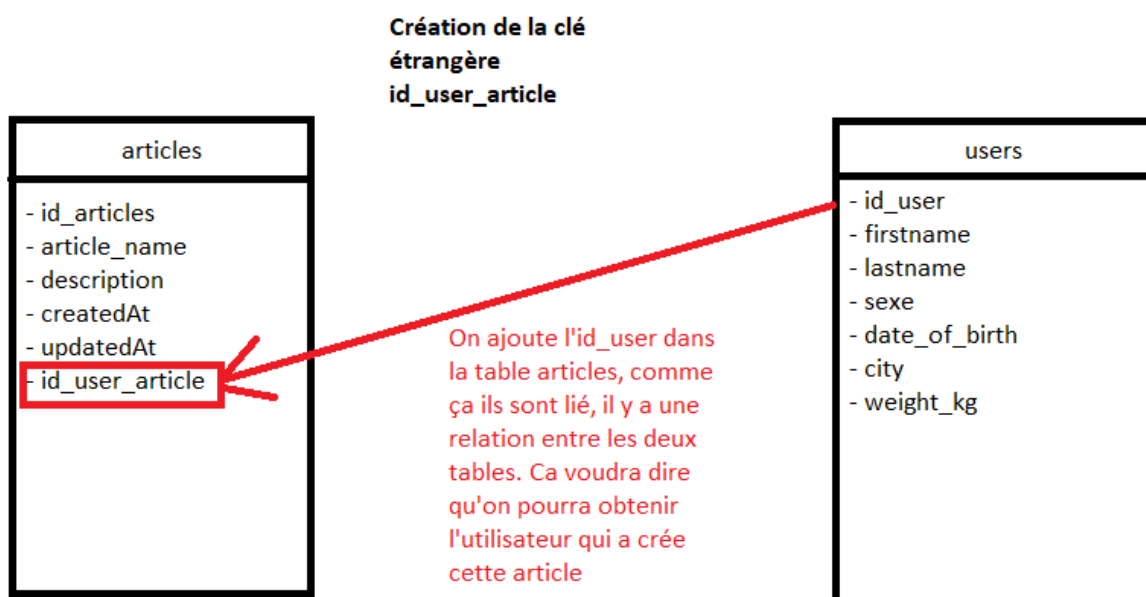 Création de la clé
étrangère
id_user_article
articles
- id_articles
- article_name
- description
- createdAt
- updatedAt
- id_user_article
On ajoute l'id_user dans
la table articles, comme
ça ils sont lié, il y a une
relation entre les deux
tables. Ca voudra dire
qu'on pourra obtenir
l'utilisateur qui a crée
cette article
users
- id_user
- firstname
- lastname
- sexe
- date_of_birth
- city
- weight_kg